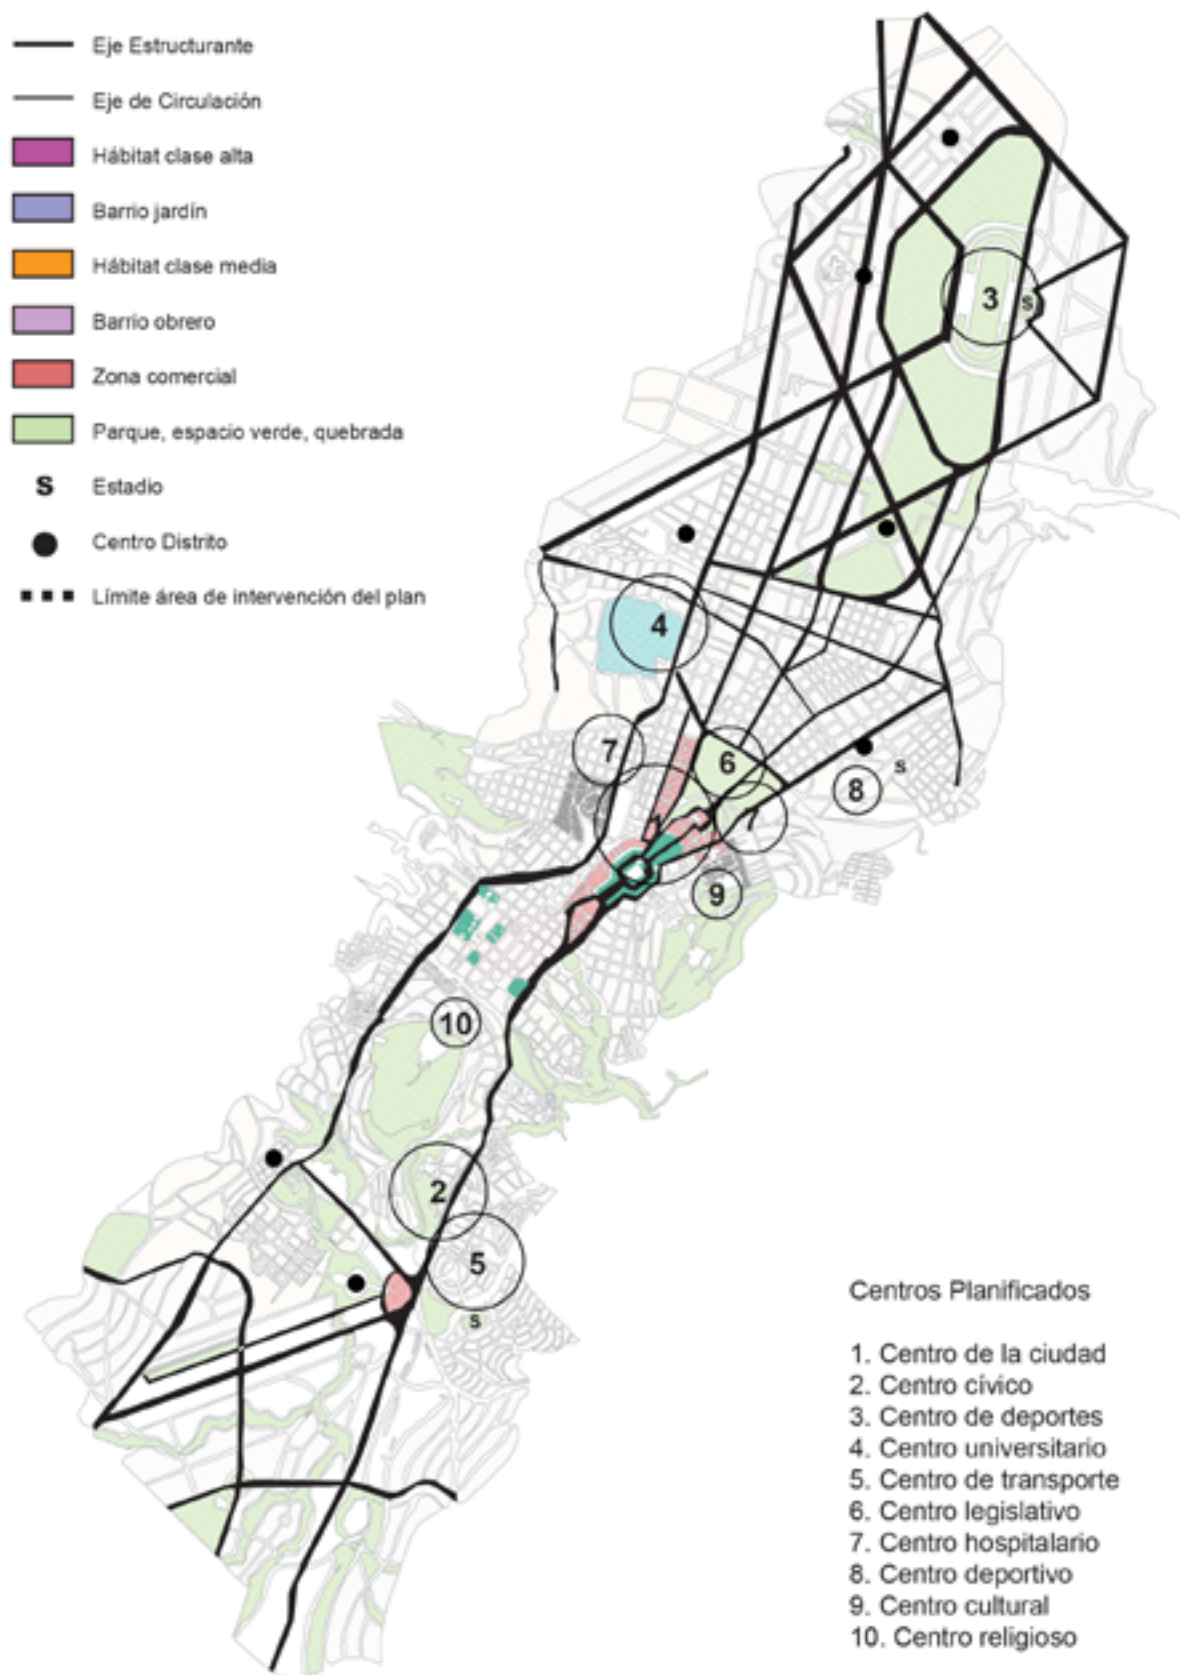 Eje Estructurante
Eje de Circulación
Hábitat clase alta
Barrio jardín
Hábitat clase media
Barrio obrero
Zona comercial
Parque, espacio verde, quebrada
S Estadio
Centro Distrito
Límite área de intervención del plan
3
S
4
7
6
S
8
1
7
9
10
2
5
S
Centros Planificados
1. Centro de la ciudad
2. Centro cívico
3. Centro de deportes
4. Centro universitario
5. Centro de transporte
6. Centro legislativo
7. Centro hospitalario
8. Centro deportivo
9. Centro cultural
10. Centro religioso